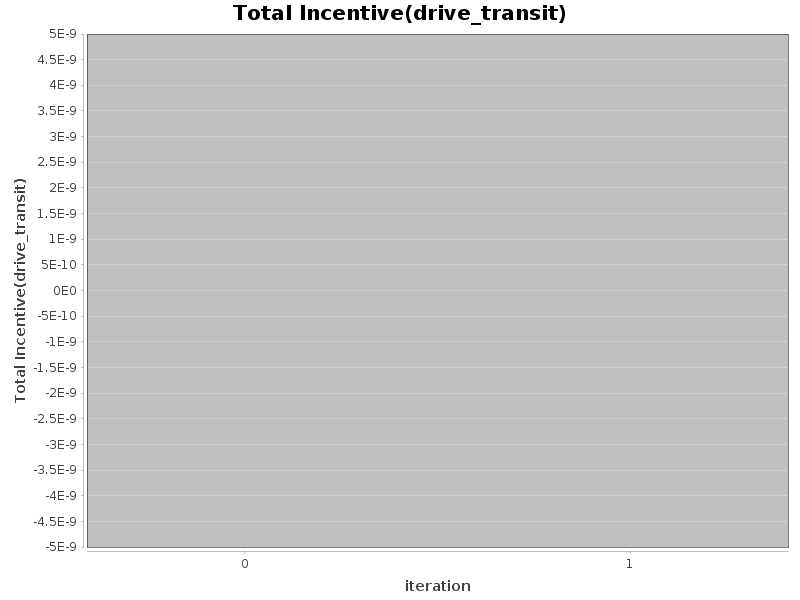 Total Incentive(drive_transit)
5E-9
4.5E-9
4E-9
3.5E-9
3E-9
2.5E-9
2E-9
1.5E-9
1E-9
5E-10
0E0
-5E-10
-1E-9
-1.5E-9
-2E-9
-2.5E-9
-3E-9
-3.5E-9
-4E-9
-4.5E-9
-5E-9
Total Incentive(drive_transit)
0 1
iteration